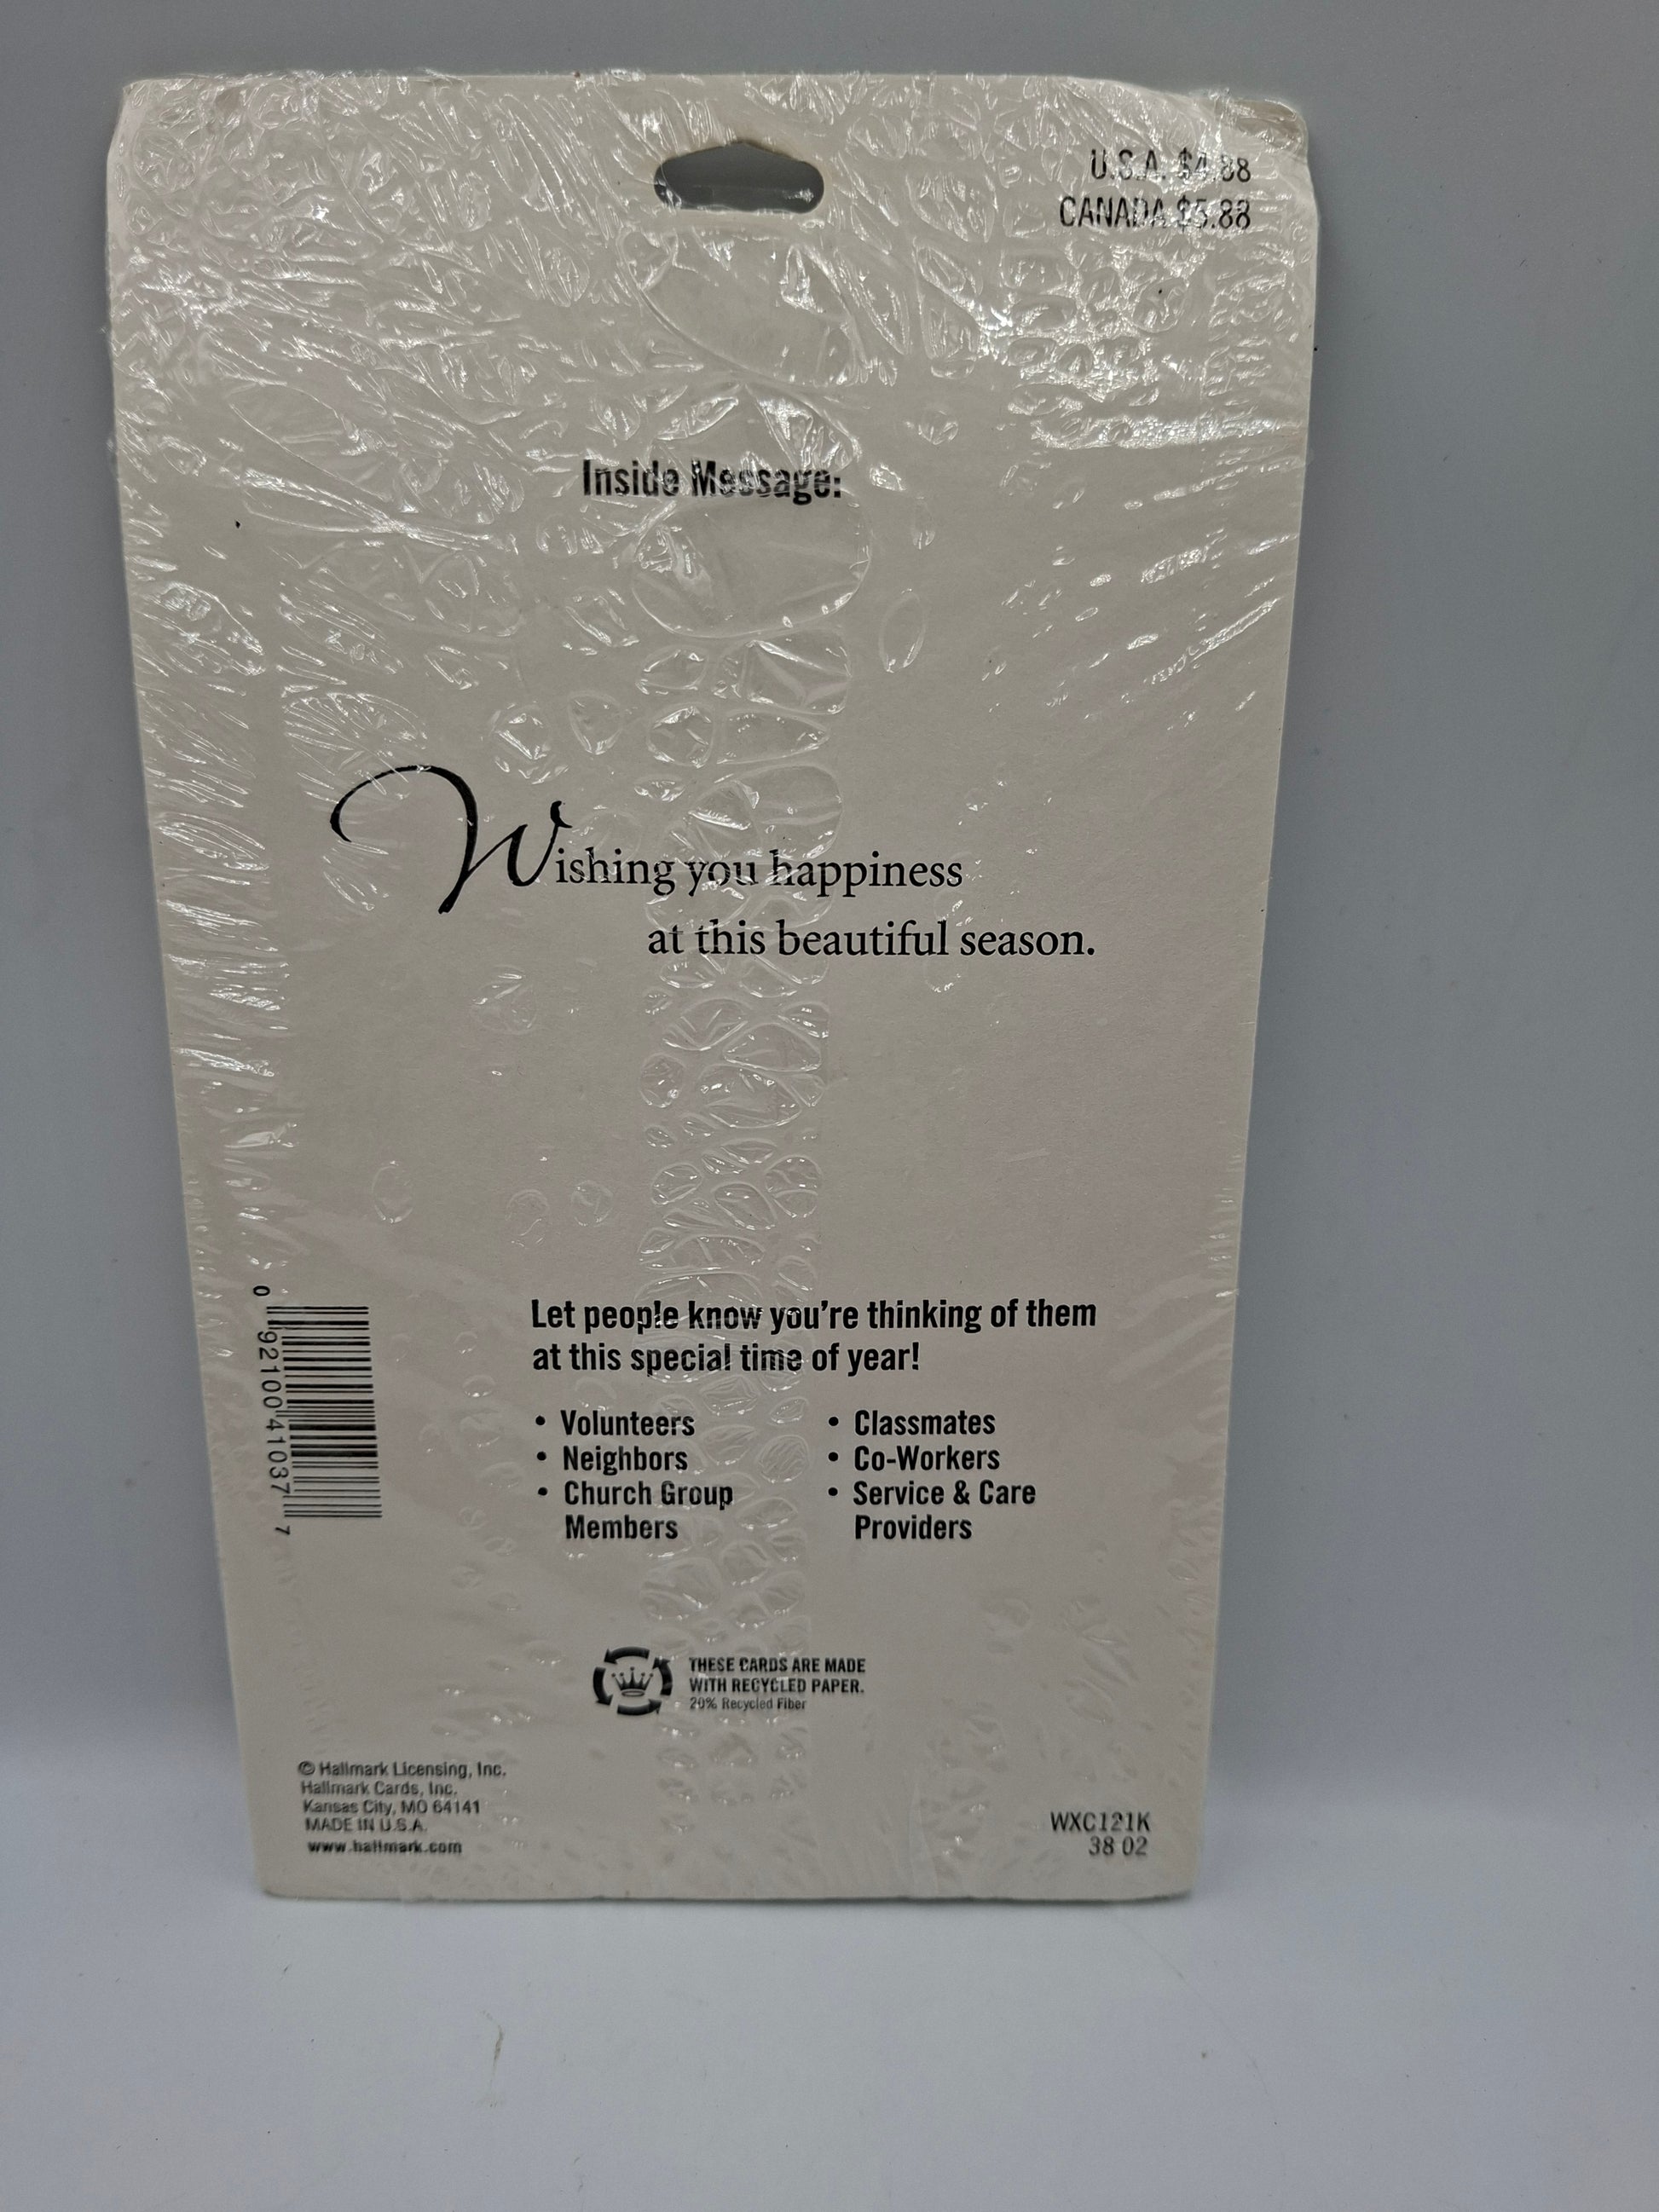 U.S.A. $4.88
CANADA $5.88
Inside Message:
Wishing you happiness
at this beautiful season.
Let people know you're thinking of them
at this special time of year!
• Volunteers
• Neighbors
• Church Group
Members
• Classmates
• Co-Workers
• Service & Care
Providers
0 92100 41037 7
THESE CARDS ARE MADE
WITH RECYCLED PAPER.
20% Recycled Fiber
© Hallmark Licensing, Inc.
Hallmark Cards, Inc.
Kansas City, MO 64141
MADE IN U.S.A.
www.hallmark.com
WXC121K
38 02